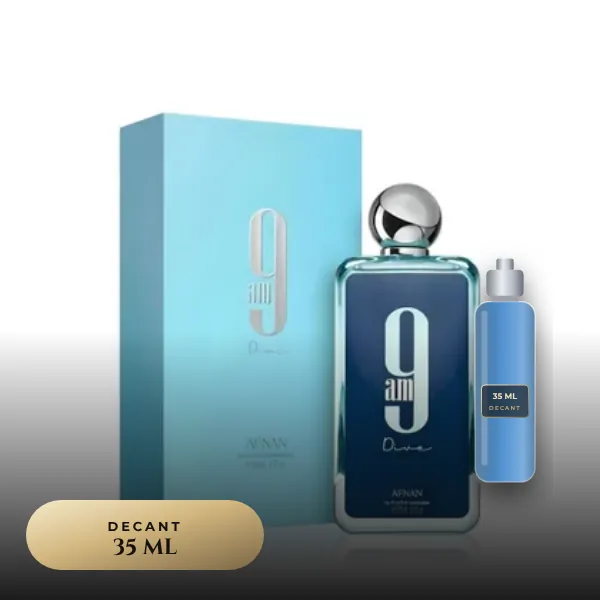 9
am
Dive
AFNAN
9
am
Dive
AFNAN
35 ML
DECANT
DECANT
35 ML